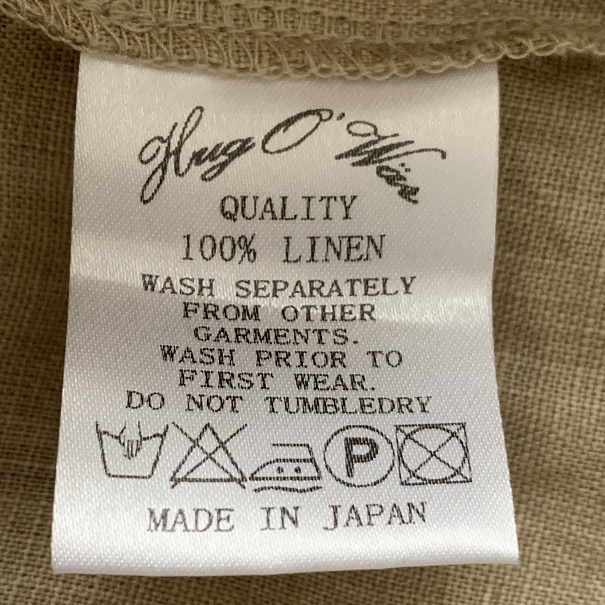 Hug O' Wär
QUALITY
100% LINEN
WASH SEPARATELY
FROM OTHER
GARMENTS.
WASH PRIOR TO
FIRST WEAR.
DO NOT TUMBLEDRY
P
MADE IN JAPAN